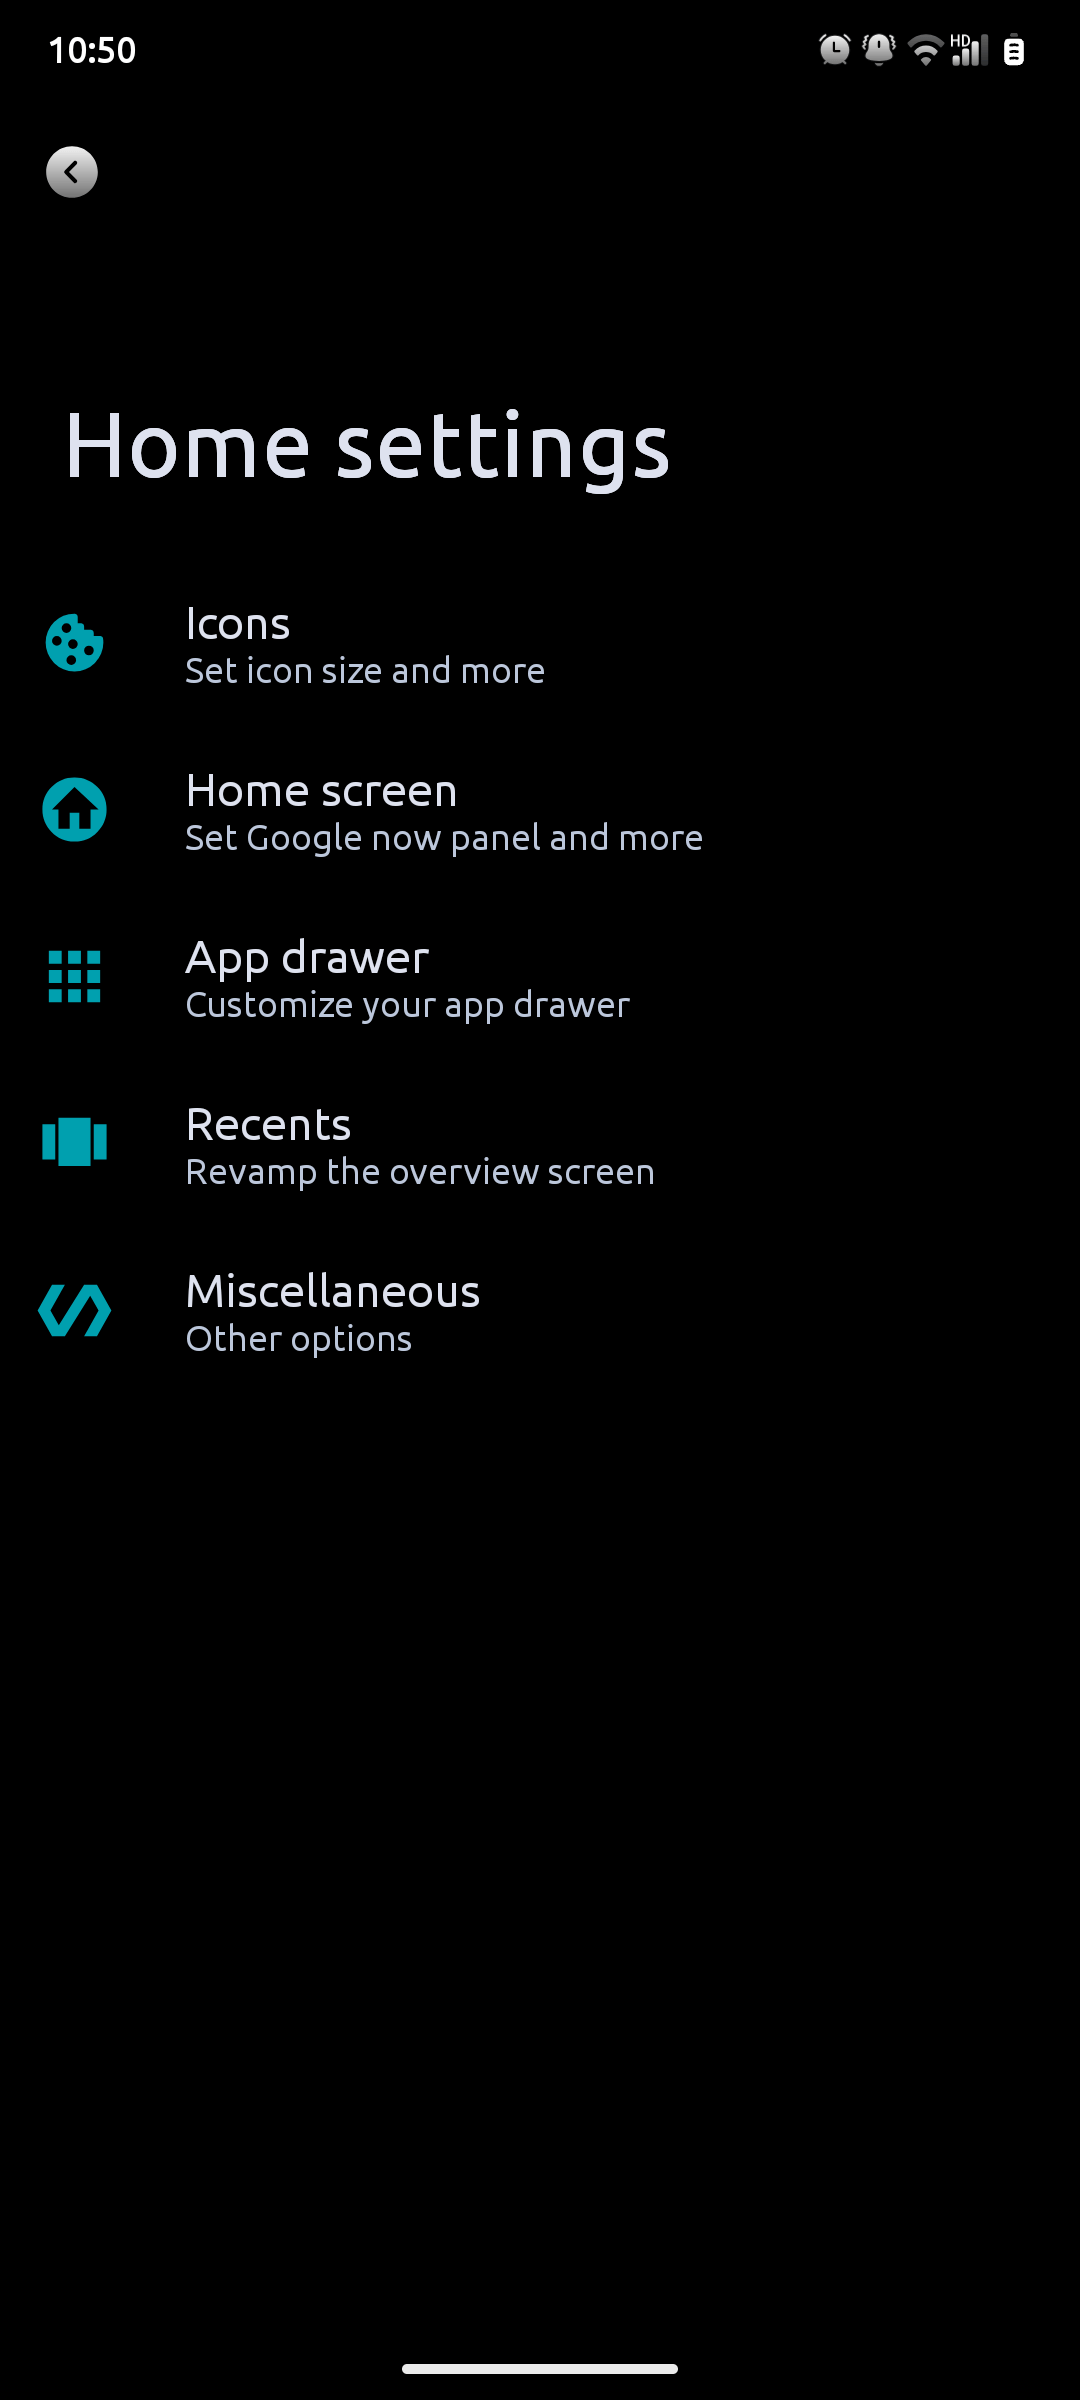 10:50
HD
Home settings
Icons
Set icon size and more
Home screen
Set Google now panel and more
App drawer
Customize your app drawer
Recents
Revamp the overview screen
Miscellaneous
Other options